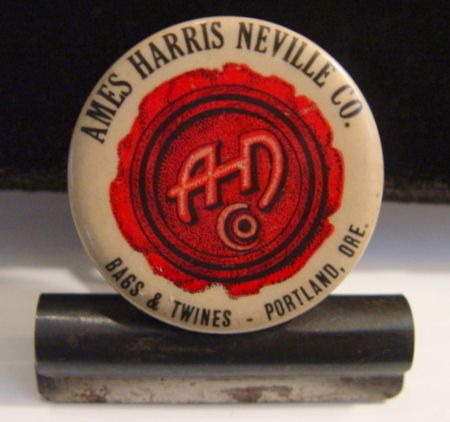 AMES HARRIS NEVILLE CO.
AHN
CO
BAGS & TWINES - PORTLAND, ORE.